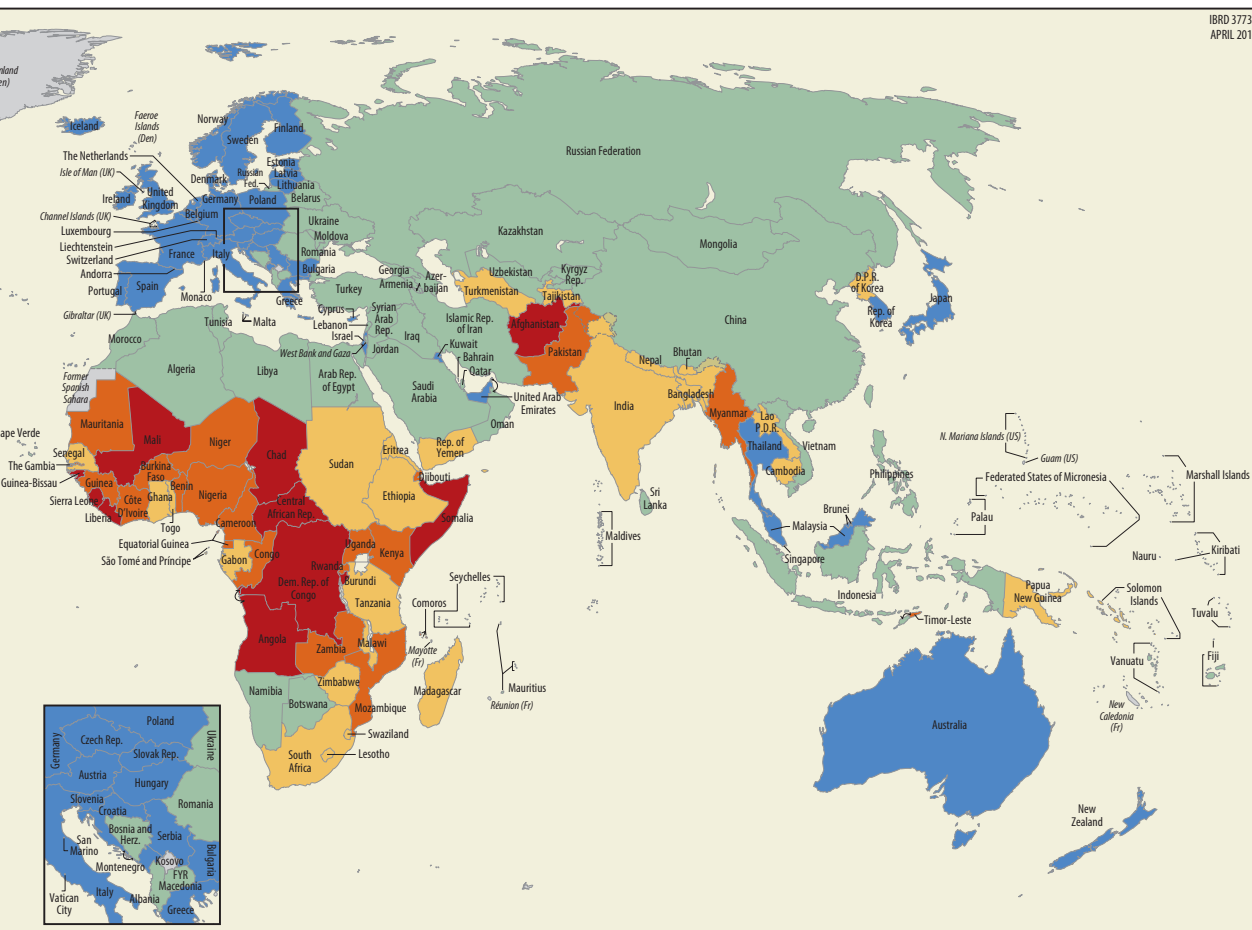 IBRD 3773
APRIL 201
nland
en)
Iceland
Faeroe
Islands
(Den)
Norway
Sweden
Finland
Russian Federation
The Netherlands
Isle of Man (UK)
Estonia
Latvia
Lithuania
Russian
Fed.
Denmark
United
Kingdom
Ireland
Germany
Poland
Belarus
Belgium
Channel Islands (UK)
Luxembourg
Liechtenstein
Switzerland
Ukraine
Moldova
Romania
France
Italy
Andorra
Bulgaria
Portugal
Spain
Monaco
Greece
Gibraltar (UK)
Kazakhstan
Mongolia
Georgia
Armenia
Azer-
baijan
Uzbekistan
Kyrgyz
Rep.
Turkmenistan
Tajikistan
D.P.R.
of Korea
Rep. of
Korea
Japan
Turkey
Cyprus
Syrian
Arab
Rep.
Lebanon
Israel
West Bank and Gaza
Jordan
Iraq
Islamic Rep.
of Iran
Afghanistan
China
Tunisia
Malta
Morocco
Algeria
Libya
Arab Rep.
of Egypt
Kuwait
Bahrain
Qatar
Saudi
Arabia
United Arab
Emirates
Oman
Pakistan
Nepal
Bhutan
India
Bangladesh
Myanmar
Lao
P.D.R.
Thailand
Vietnam
Cambodia
Philippines
Former
Spanish
Sahara
Mauritania
Mali
Niger
Chad
Sudan
Eritrea
Rep. of
Yemen
ape Verde
Senegal
The Gambia
Guinea-Bissau
Guinea
Sierra Leone
Liberia
Burkina
Faso
Côte
D'Ivoire
Ghana
Benin
Togo
Nigeria
Djibouti
Ethiopia
Somalia
Central
African Rep.
Cameroon
Equatorial Guinea
São Tomé and Príncipe
Gabon
Congo
Uganda
Kenya
Rwanda
Burundi
Dem. Rep. of
Congo
Tanzania
Sri
Lanka
Maldives
Malaysia
Brunei
Singapore
Indonesia
N. Mariana Islands (US)
Guam (US)
Federated States of Micronesia
Marshall Islands
Palau
Nauru
Kiribati
Papua
New Guinea
Solomon
Islands
Tuvalu
Timor-Leste
Vanuatu
Fiji
New
Caledonia
(Fr)
Seychelles
Comoros
Mayotte
(Fr)
Angola
Zambia
Malawi
Zimbabwe
Mozambique
Madagascar
Mauritius
Réunion (Fr)
Namibia
Botswana
Swaziland
Lesotho
South
Africa
Australia
New
Zealand
Poland
Germany
Czech Rep.
Slovak Rep.
Ukraine
Austria
Hungary
Slovenia
Croatia
Romania
Bosnia and
Herz.
Serbia
San
Marino
Montenegro
Kosovo
Bulgaria
FYR
Macedonia
Vatican
City
Italy
Albania
Greece